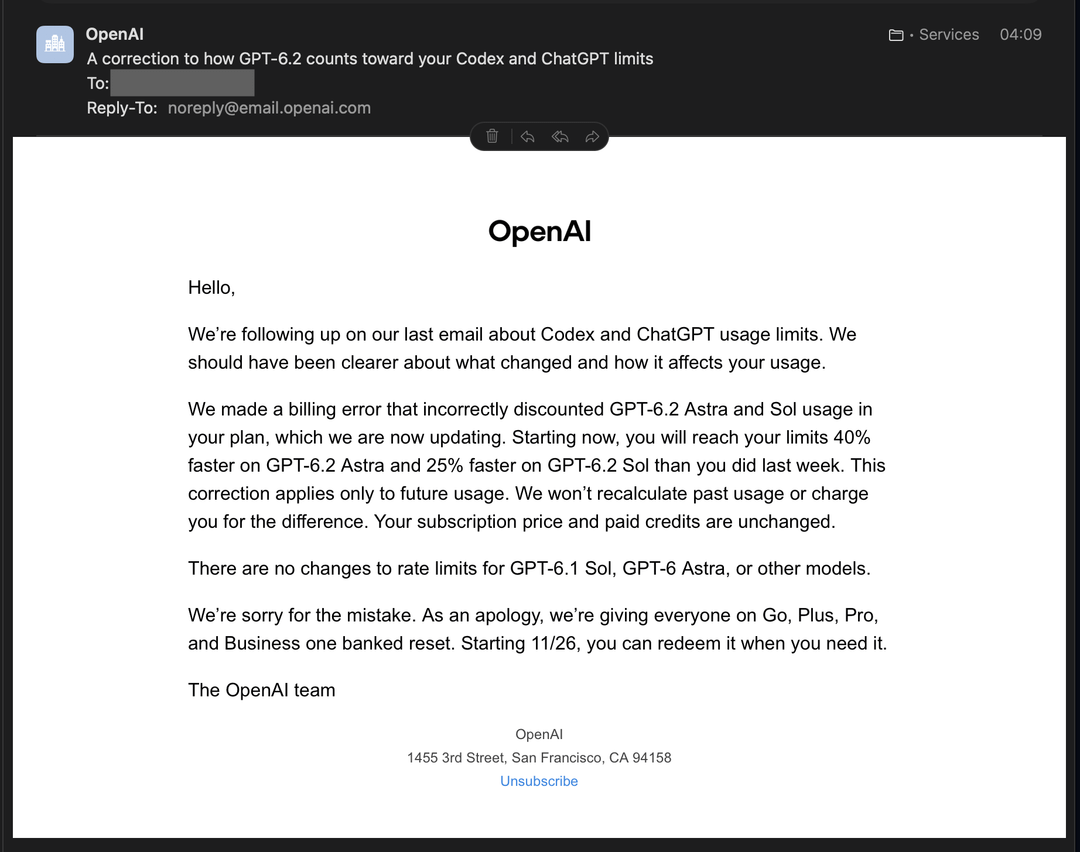 OpenAI
Services 04:09
A correction to how GPT-6.2 counts toward your Codex and ChatGPT limits
To:
Reply-To: noreply@email.openai.com
OpenAI
Hello,
We’re following up on our last email about Codex and ChatGPT usage limits. We
should have been clearer about what changed and how it affects your usage.
We made a billing error that incorrectly discounted GPT-6.2 Astra and Sol usage in
your plan, which we are now updating. Starting now, you will reach your limits 40%
faster on GPT-6.2 Astra and 25% faster on GPT-6.2 Sol than you did last week. This
correction applies only to future usage. We won’t recalculate past usage or charge
you for the difference. Your subscription price and paid credits are unchanged.
There are no changes to rate limits for GPT-6.1 Sol, GPT-6 Astra, or other models.
We’re sorry for the mistake. As an apology, we’re giving everyone on Go, Plus, Pro,
and Business one banked reset. Starting 11/26, you can redeem it when you need it.
The OpenAI team
OpenAI
1455 3rd Street, San Francisco, CA 94158
Unsubscribe